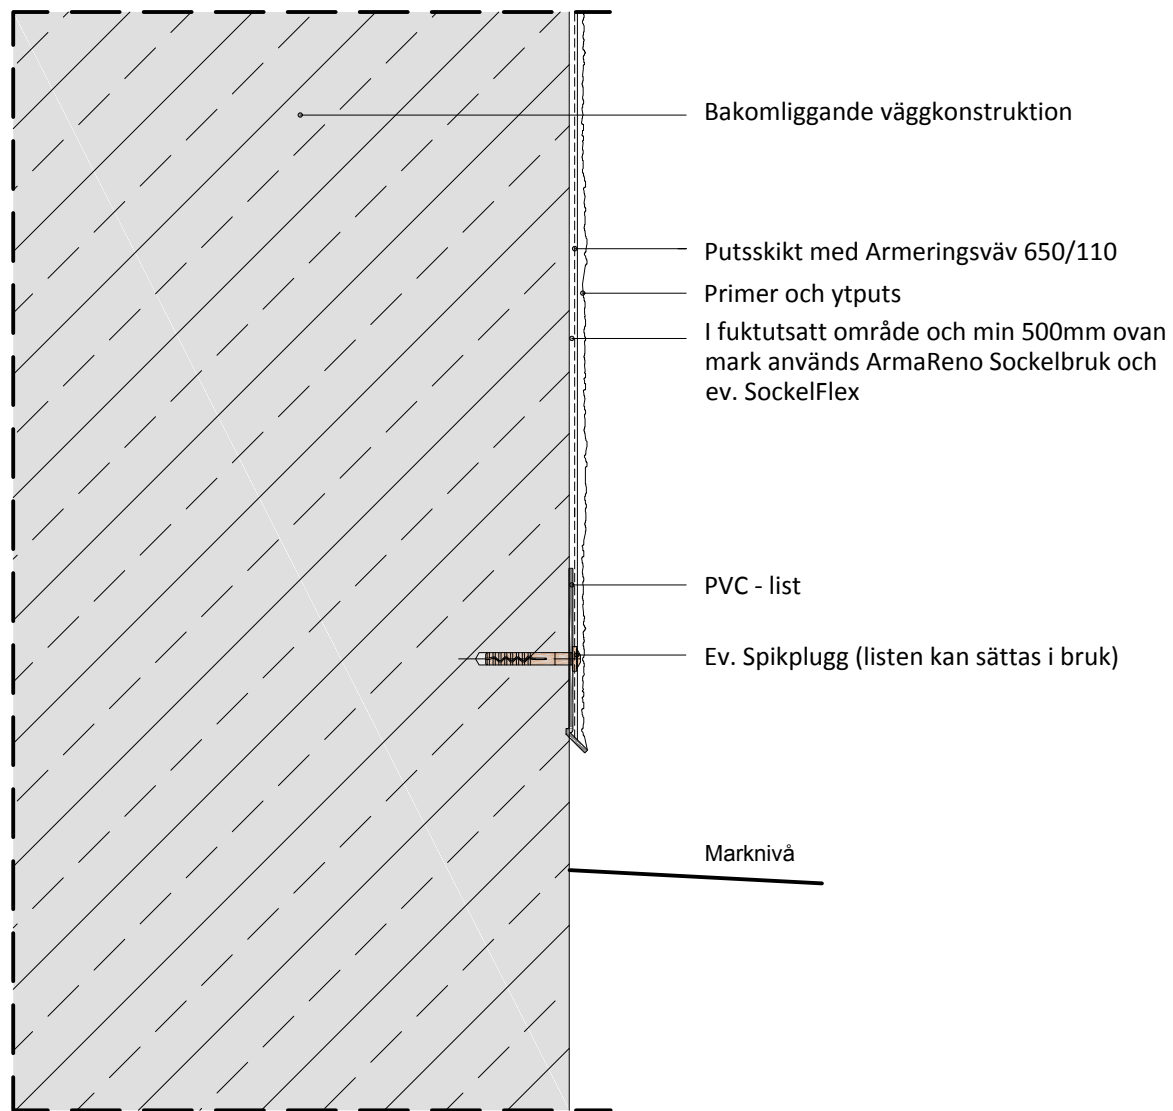 Bakomliggande väggkonstruktion
Putsskikt med Armeringsväv 650/110
Primer och ytputs
I fuktutsatt område och min 500mm ovan
mark används ArmaReno Sockelbruk och
ev. SockelFlex
PVC - list
Ev. Spikplugg (listen kan sättas i bruk)
Marknivå